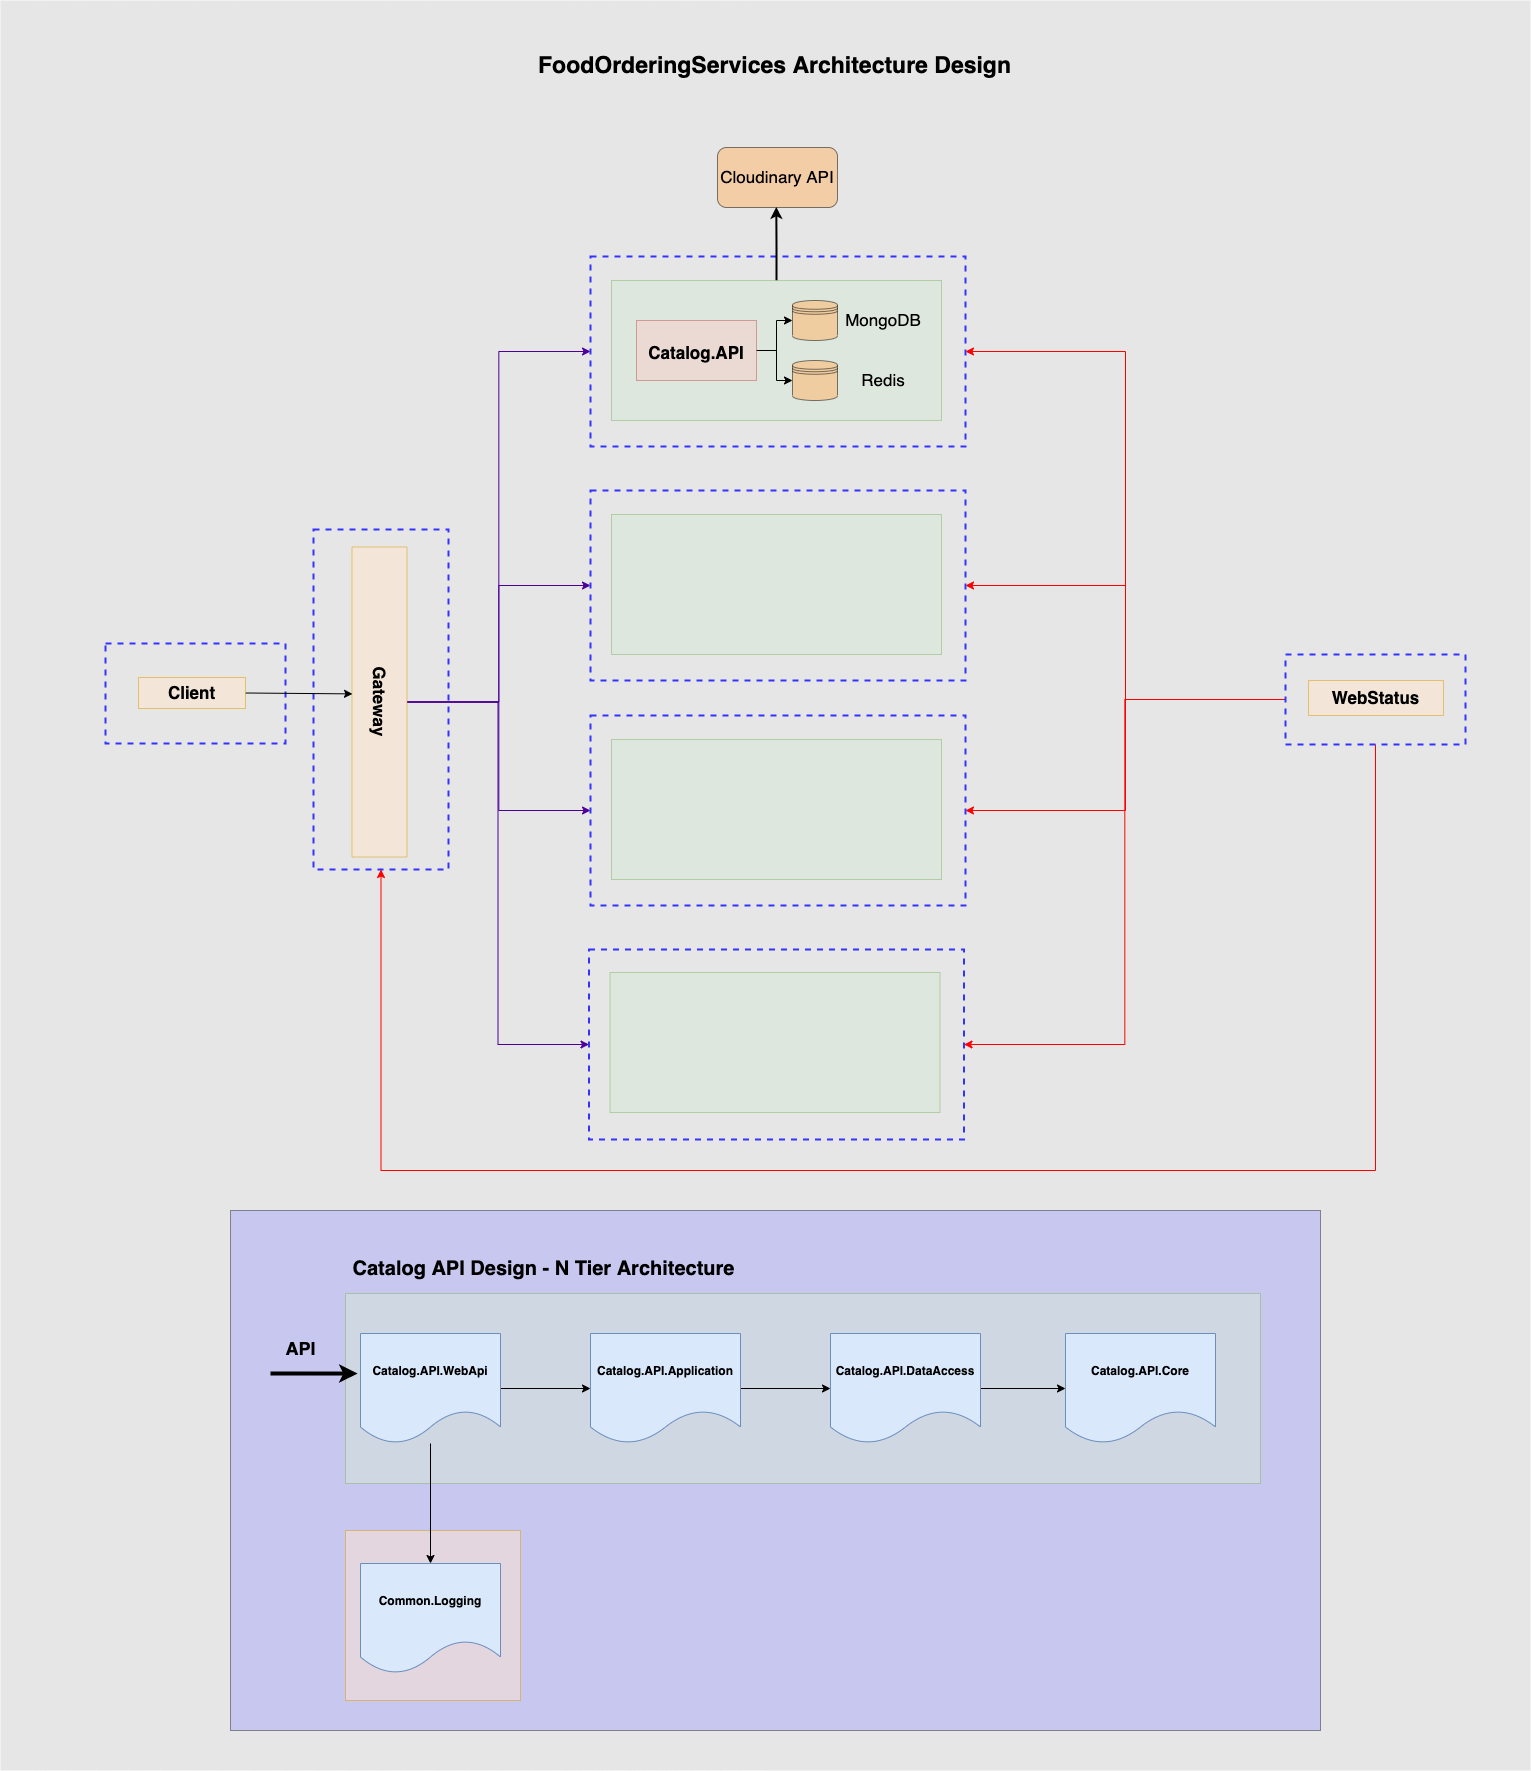 FoodOrderingServices Architecture Design
Cloudinary API
Catalog.API
MongoDB
Redis
Client
Gateway
WebStatus
Catalog API Design - N Tier Architecture
API
Catalog.API.WebApi
Catalog.API.Application
Catalog.API.DataAccess
Catalog.API.Core
Common.Logging